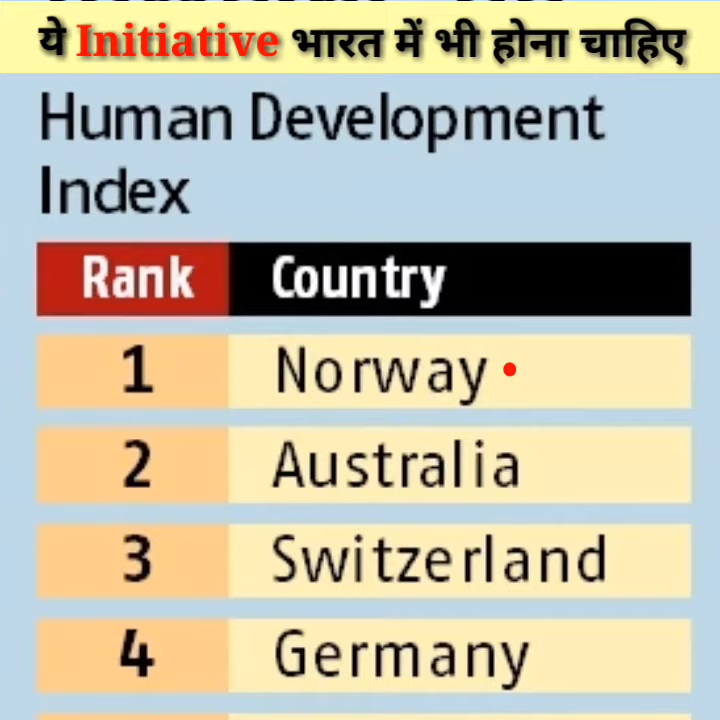 ये Initiative भारत में भी होना चाहिए
Human Development
Index
Rank Country
1 Norway
2 Australia
3 Switzerland
4 Germany